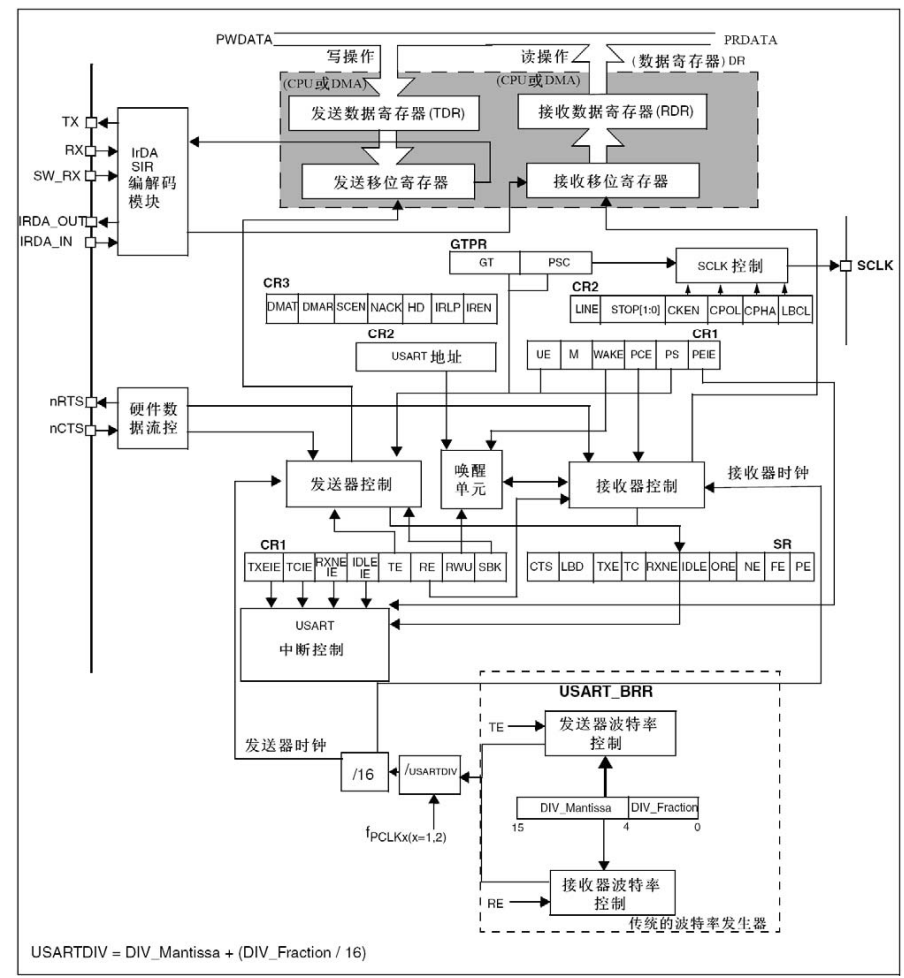 PWDATA
PRDATA
写操作
读操作
(数据寄存器)DR
(CPU或DMA)
(CPU或DMA)
发送数据寄存器(TDR)
接收数据寄存器(RDR)
TX
RX
SW_RX
IRDA_OUT
IRDA_IN
IrDA
SIR
编解码
模块
发送移位寄存器
接收移位寄存器
GTPR
GT
PSC
SCLK 控制
SCLK
CR3
DMAT
DMAR
SCEN
NACK
HD
IRLP
IREN
CR2
LINE
STOP[1:0]
CKEN
CPOL
CPHA
LBCL
CR2
USART 地址
CR1
UE
M
WAKE
PCE
PS
PEIE
nRTS
nCTS
硬件数
据流控
发送器控制
唤醒
单元
接收器控制
接收器时钟
CR1
TXEIE
TCIE
RXNE
IE
IDLE
IE
TE
RE
RWU
SBK
SR
CTS
LBD
TXE
TC
RXNE
IDLE
ORE
NE
FE
PE
USART
中断控制
USART_BRR
TE
发送器波特率
控制
发送器时钟
/16
/USARTDIV
fPCLKx(x=1,2)
DIV_Mantissa
DIV_Fraction
15
4
0
RE
接收器波特率
控制
传统的波特率发生器
USARTDIV = DIV_Mantissa + (DIV_Fraction / 16)